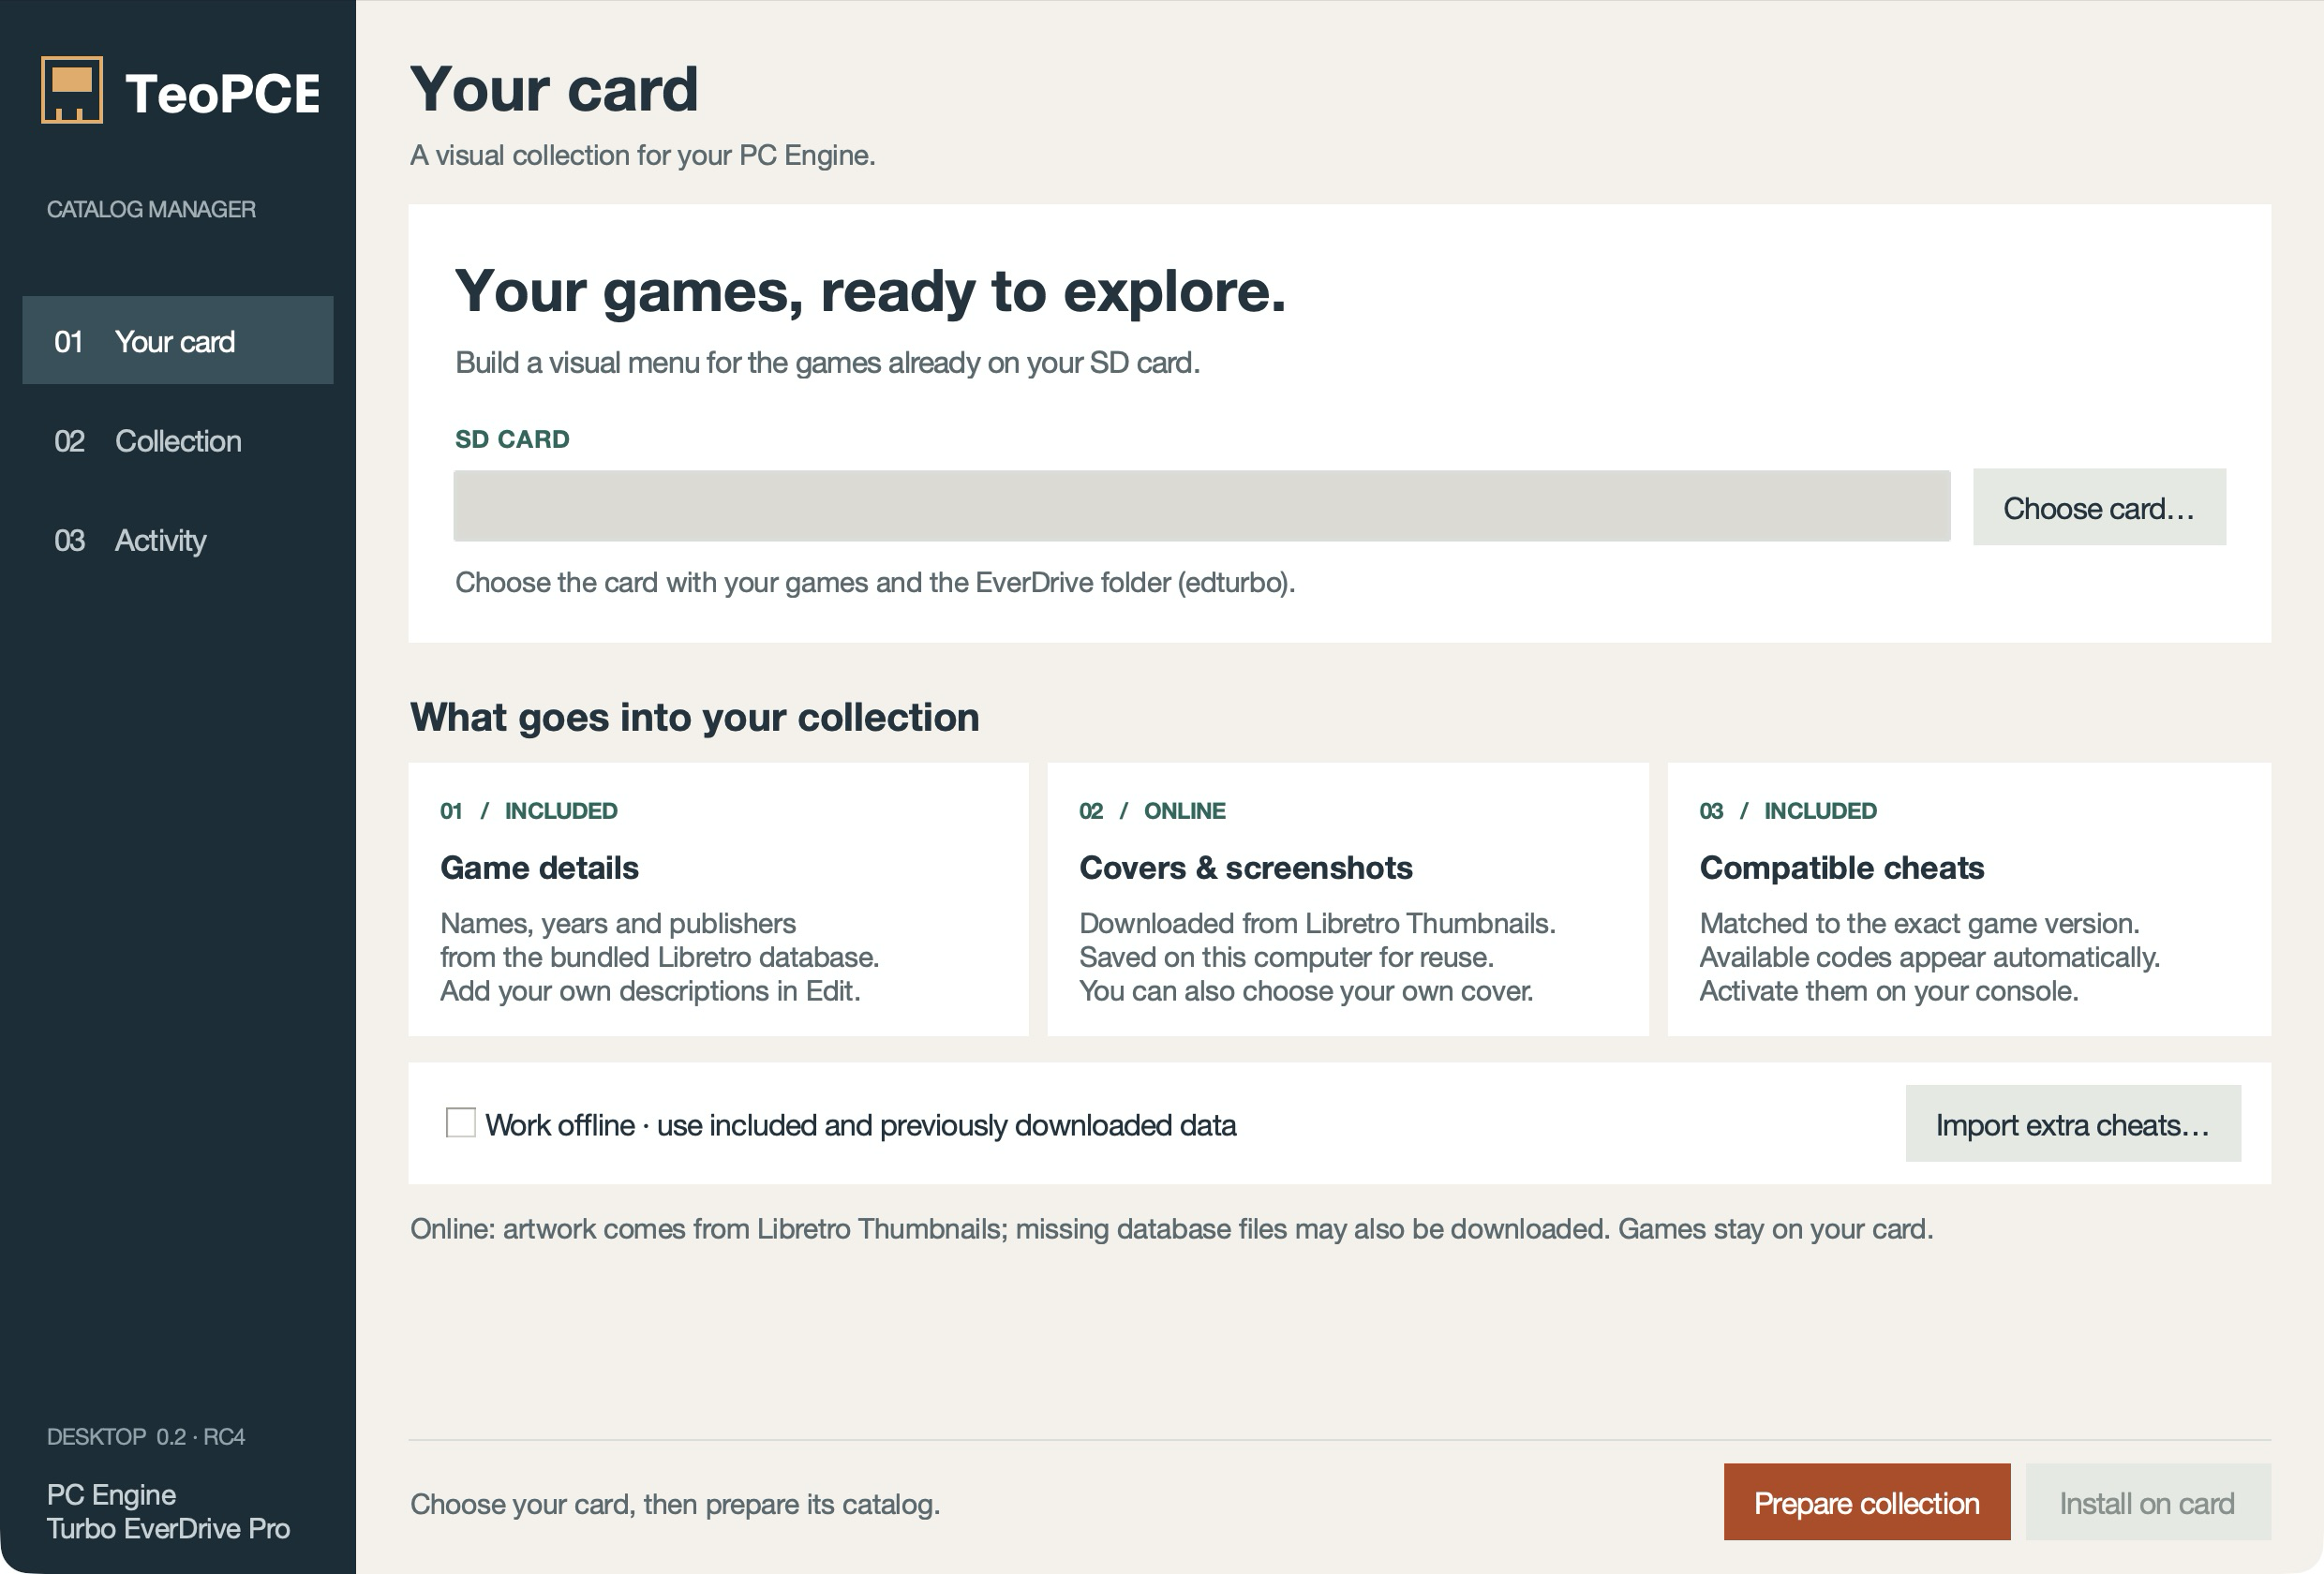 TeoPCE
CATALOG MANAGER
01 Your card
02 Collection
03 Activity
DESKTOP 0.2 · RC4
PC Engine
Turbo EverDrive Pro
Your card
A visual collection for your PC Engine.
Your games, ready to explore.
Build a visual menu for the games already on your SD card.
SD CARD
Choose card...
Choose the card with your games and the EverDrive folder (edturbo).
What goes into your collection
01 / INCLUDED
Game details
Names, years and publishers
from the bundled Libretro database.
Add your own descriptions in Edit.
02 / ONLINE
Covers & screenshots
Downloaded from Libretro Thumbnails.
Saved on this computer for reuse.
You can also choose your own cover.
03 / INCLUDED
Compatible cheats
Matched to the exact game version.
Available codes appear automatically.
Activate them on your console.
Work offline · use included and previously downloaded data
Import extra cheats...
Online: artwork comes from Libretro Thumbnails; missing database files may also be downloaded. Games stay on your card.
Choose your card, then prepare its catalog.
Prepare collection
Install on card